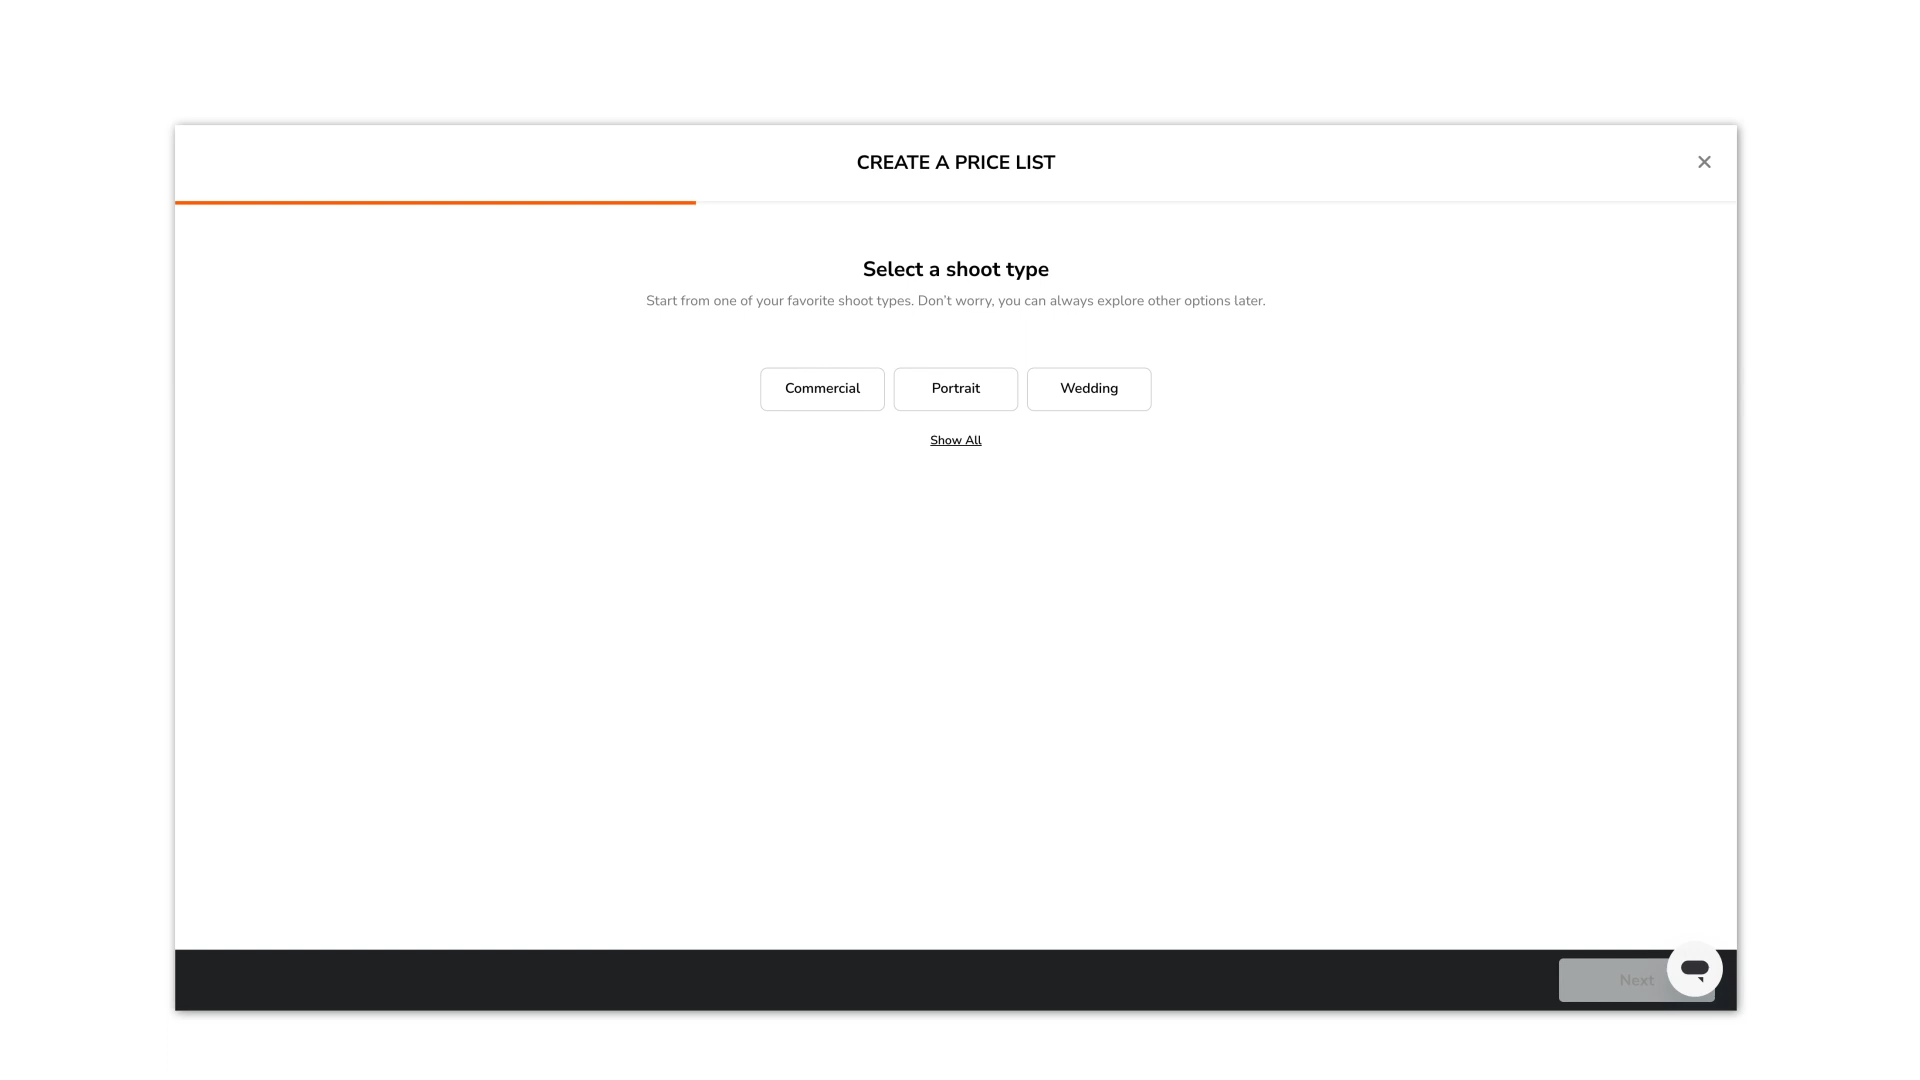 CREATE A PRICE LIST
Select a shoot type
Start from one of your favorite shoot types. Don't worry, you can always explore other options later.
Commercial
Portrait
Wedding
Show All
Next